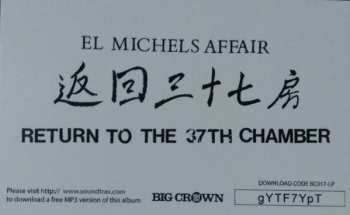 EL MICHELS AFFAIR
返回三十七房
RETURN TO THE 37TH CHAMBER
DOWNLOAD CODE BC017-LP
Please visit http:// www.soundtrax.com
to download a free MP3 version of this album
BIG CROWN
gYTF7YpT